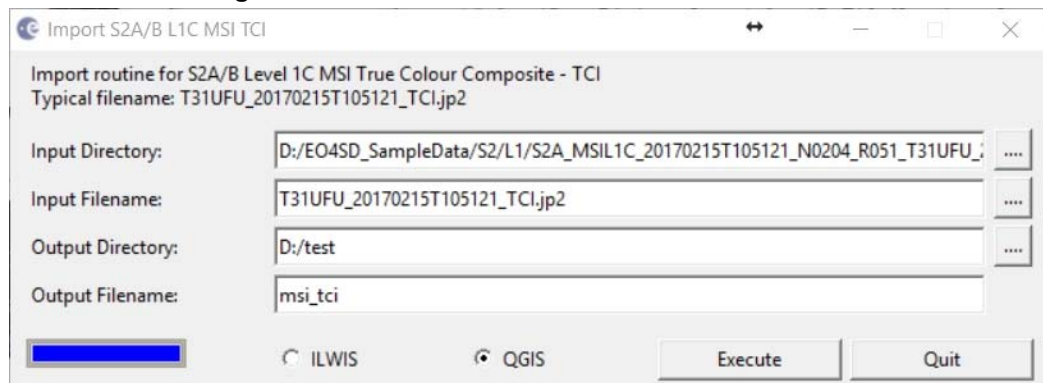 Import S2A/B L1C MSI TCI
Import routine for S2A/B Level 1C MSI True Colour Composite - TCI
Typical filename: T31UFU_20170215T105121_TCI.jp2
Input Directory: D:/EO4SD_SampleData/S2/L1/S2A_MSIL1C_20170215T105121_N0204_R051_T31UFU_ ....
Input Filename: T31UFU_20170215T105121_TCI.jp2 ....
Output Directory: D:/test ....
Output Filename: msi_tci
ILWIS QGIS Execute Quit